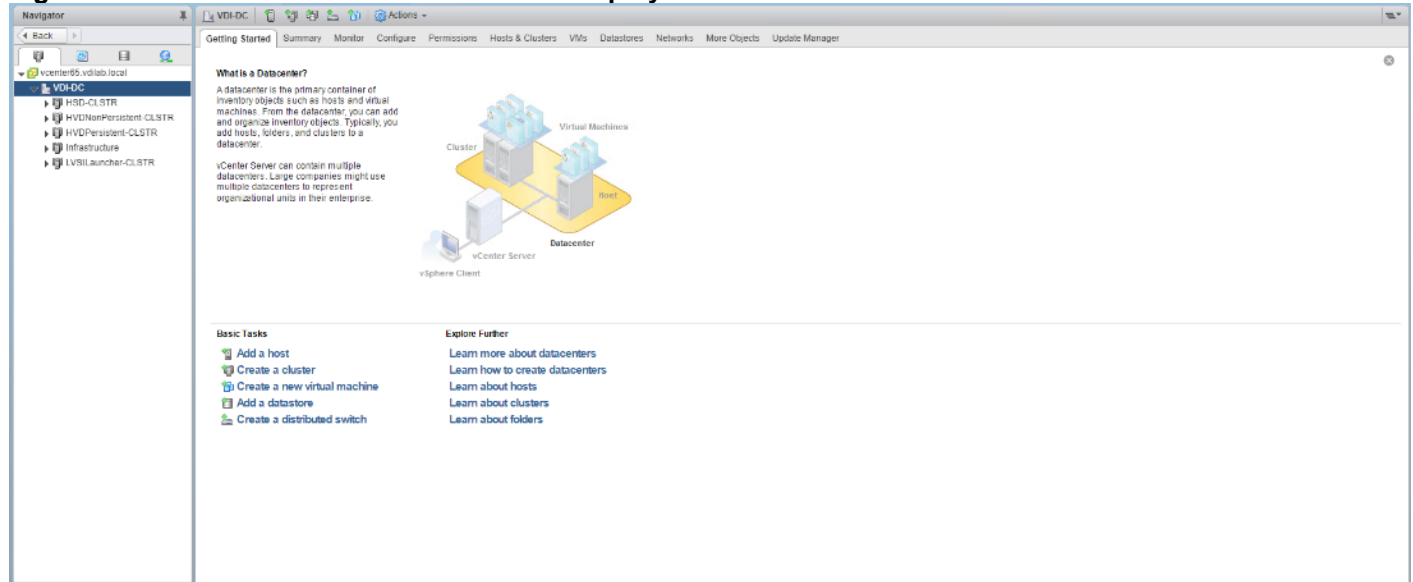 Navigator
VDI-DC Actions
Back
Getting Started Summary Monitor Configure Permissions Hosts & Clusters VMs Datastores Networks More Objects Update Manager
vcenter65.vdilab.local
VDI-DC
HSD-CLSTR
HVDNonPersistent-CLSTR
HVDPersistent-CLSTR
Infrastructure
LVSILauncher-CLSTR
What is a Datacenter?
A datacenter is the primary container of
inventory objects such as hosts and virtual
machines. From the datacenter, you can add
and organize inventory objects. Typically, you
add hosts, folders, and clusters to a
datacenter.
vCenter Server can contain multiple
datacenters. Large companies might use
multiple datacenters to represent
organizational units in their enterprise.
Virtual Machines
Cluster
Host
Datacenter
vCenter Server
vSphere Client
Basic Tasks
Add a host
Create a cluster
Create a new virtual machine
Add a datastore
Create a distributed switch
Explore Further
Learn more about datacenters
Learn how to create datacenters
Learn about hosts
Learn about clusters
Learn about folders